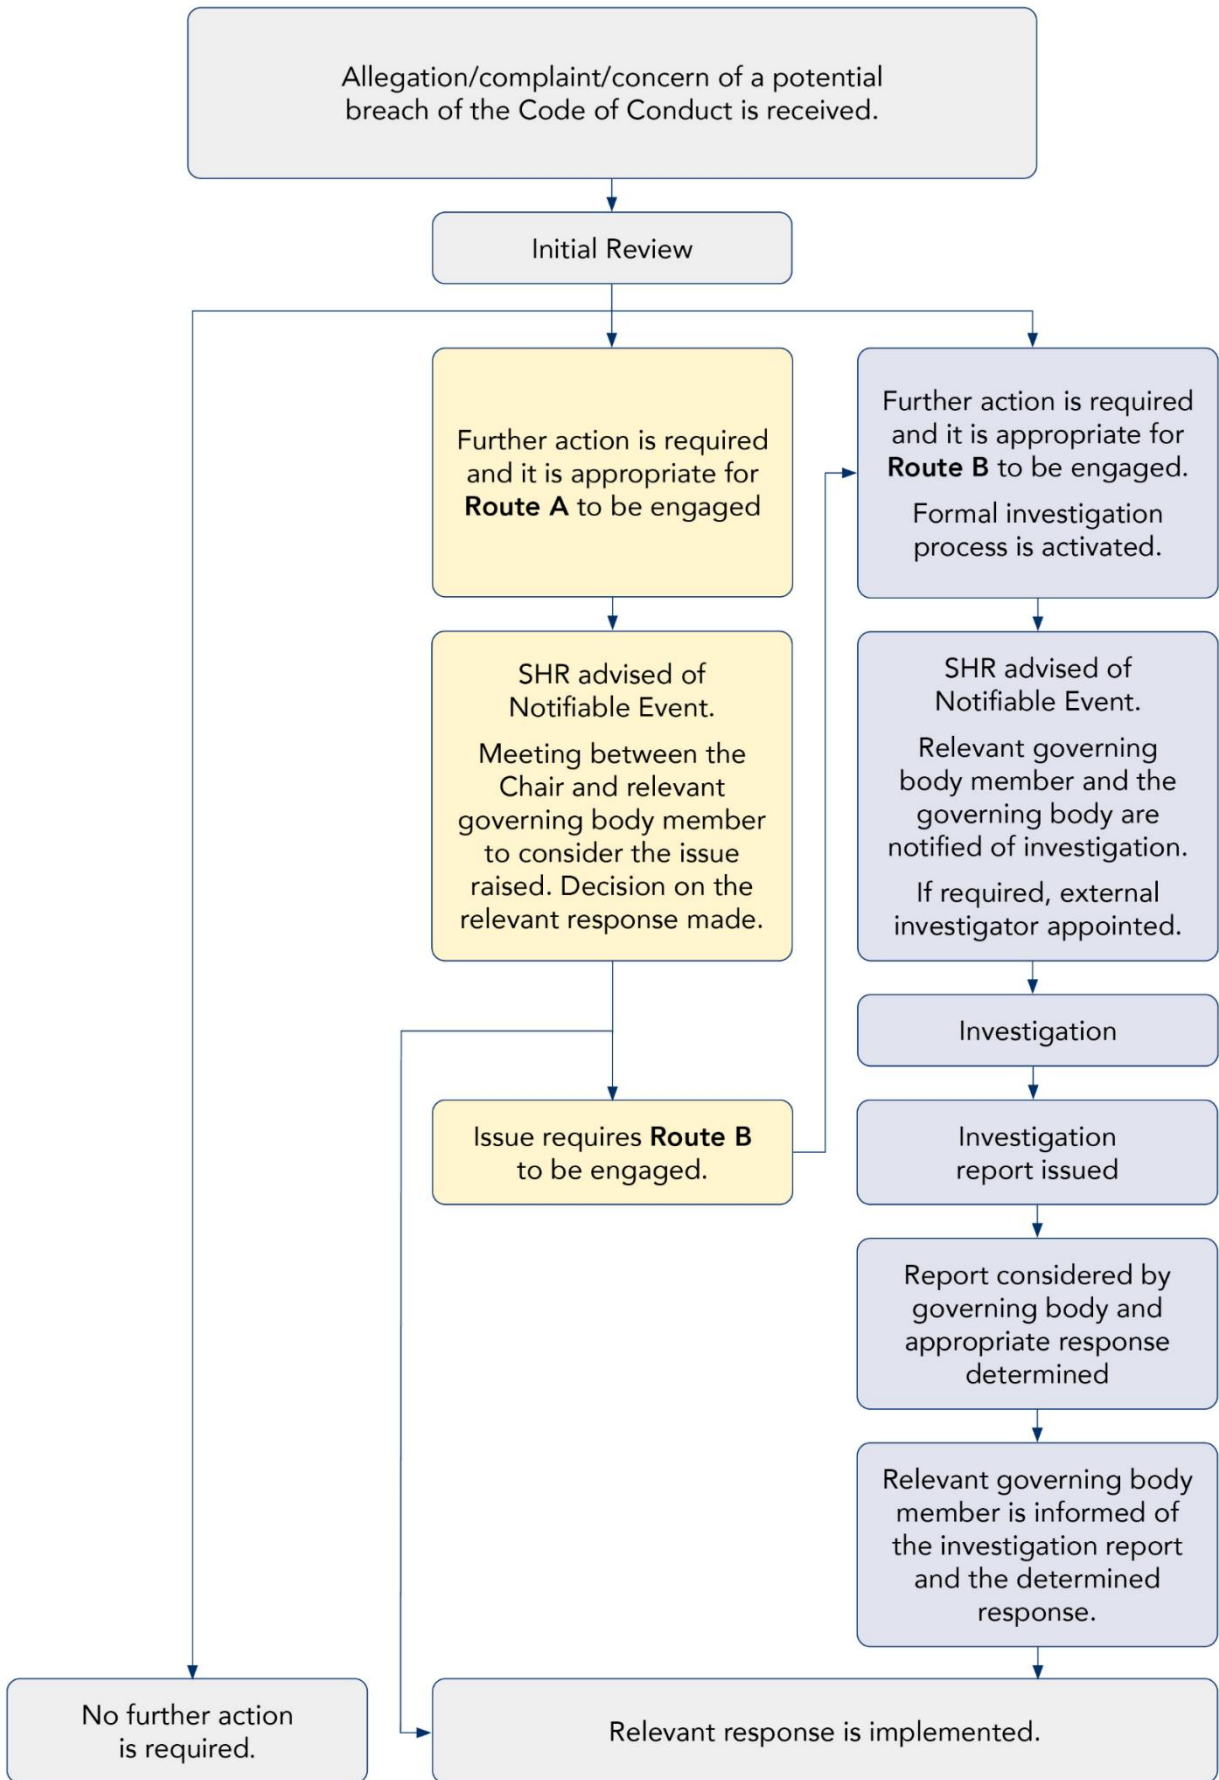 Allegation/complaint/concern of a potential
breach of the Code of Conduct is received.
Initial Review
Further action is required
and it is appropriate for
Route A to be engaged
Further action is required
and it is appropriate for
Route B to be engaged.
Formal investigation
process is activated.
SHR advised of
Notifiable Event.
Meeting between the
Chair and relevant
governing body member
to consider the issue
raised. Decision on the
relevant response made.
SHR advised of
Notifiable Event.
Relevant governing
body member and the
governing body are
notified of investigation.
If required, external
investigator appointed.
Investigation
Issue requires Route B
to be engaged.
Investigation
report issued
Report considered by
governing body and
appropriate response
determined
Relevant governing body
member is informed of
the investigation report
and the determined
response.
No further action
is required.
Relevant response is implemented.